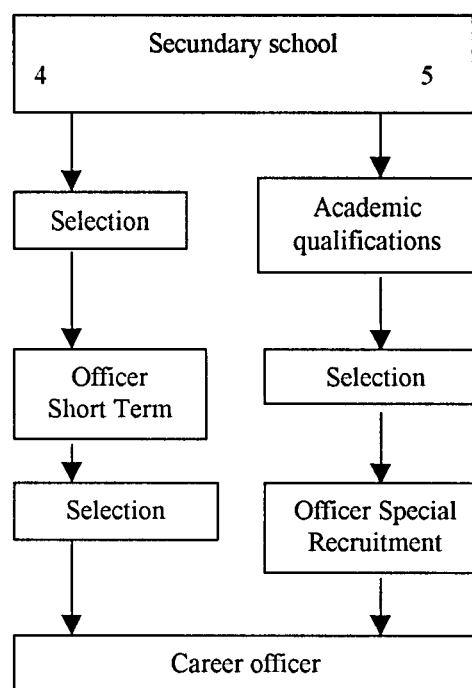 Secundary school
4 5
Selection
Academic
qualifications
Officer
Short Term
Selection
Selection
Officer Special
Recruitment
Career officer